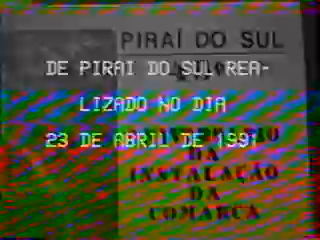 PIRAÍ DO SUL
DE PIRAI DO SUL REA-
LIZADO NO DIA
23 DE ABRIL DE 1991
DA
INSTALAÇÃO
DA
COMARCA